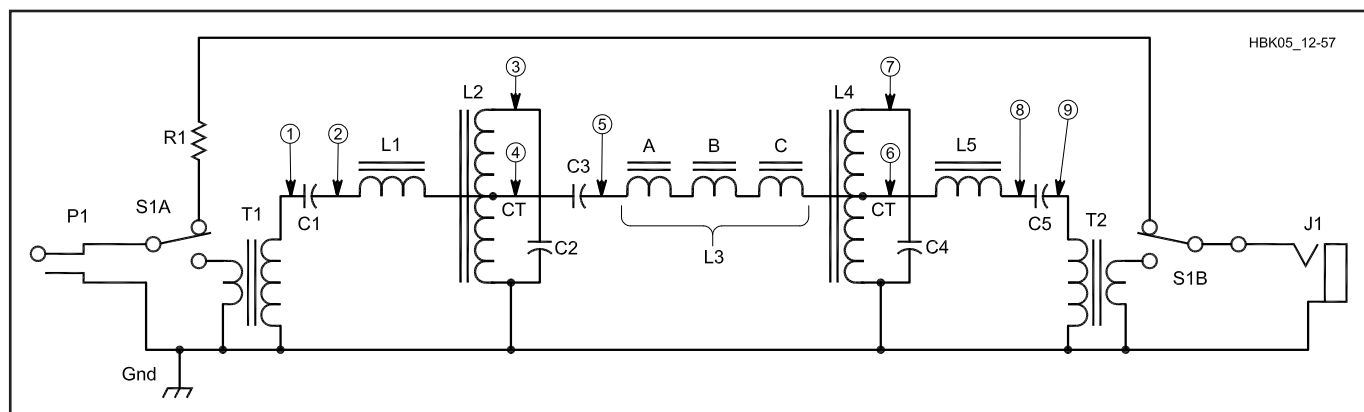 HBK05_12-57
3
7
L2
L4
R1
1
2
L1
4
5
A
B
C
6
L5
8
9
C3
P1
S1A
T1
C1
CT
C2
L3
CT
C4
C5
T2
J1
S1B
Gnd